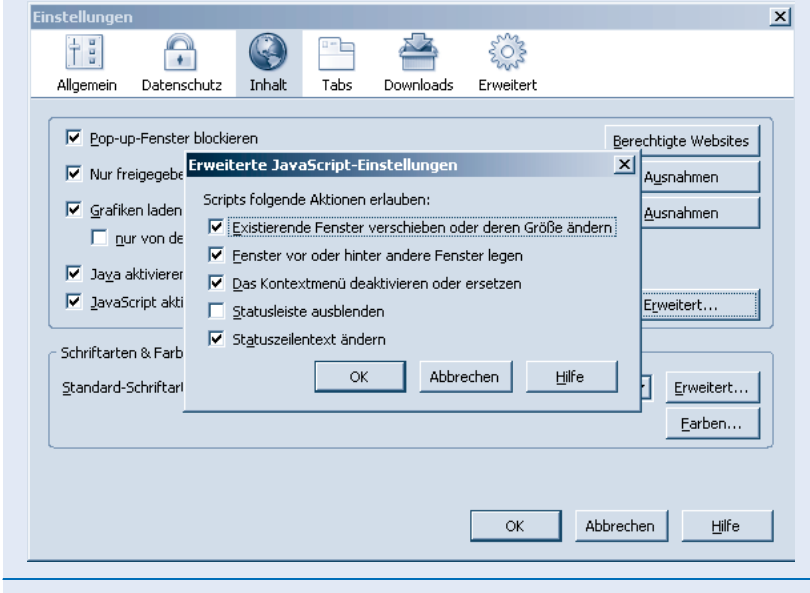 Einstellungen
Allgemein Datenschutz Inhalt Tabs Downloads Erweitert
Pop-up-Fenster blockieren Berechtigte Websites
Nur freigegebe Ausnahmen
Grafiken laden Ausnahmen
nur von de
Java aktivieren
JavaScript akti Erweitert...
Erweiterte JavaScript-Einstellungen
Scripts folgende Aktionen erlauben:
Existierende Fenster verschieben oder deren Größe ändern
Fenster vor oder hinter andere Fenster legen
Das Kontextmenü deaktivieren oder ersetzen
Statusleiste ausblenden
Statuszeilentext ändern
OK Abbrechen Hilfe
Schriftarten & Farb
Standard-Schriftart Erweitert...
Farben...
OK Abbrechen Hilfe